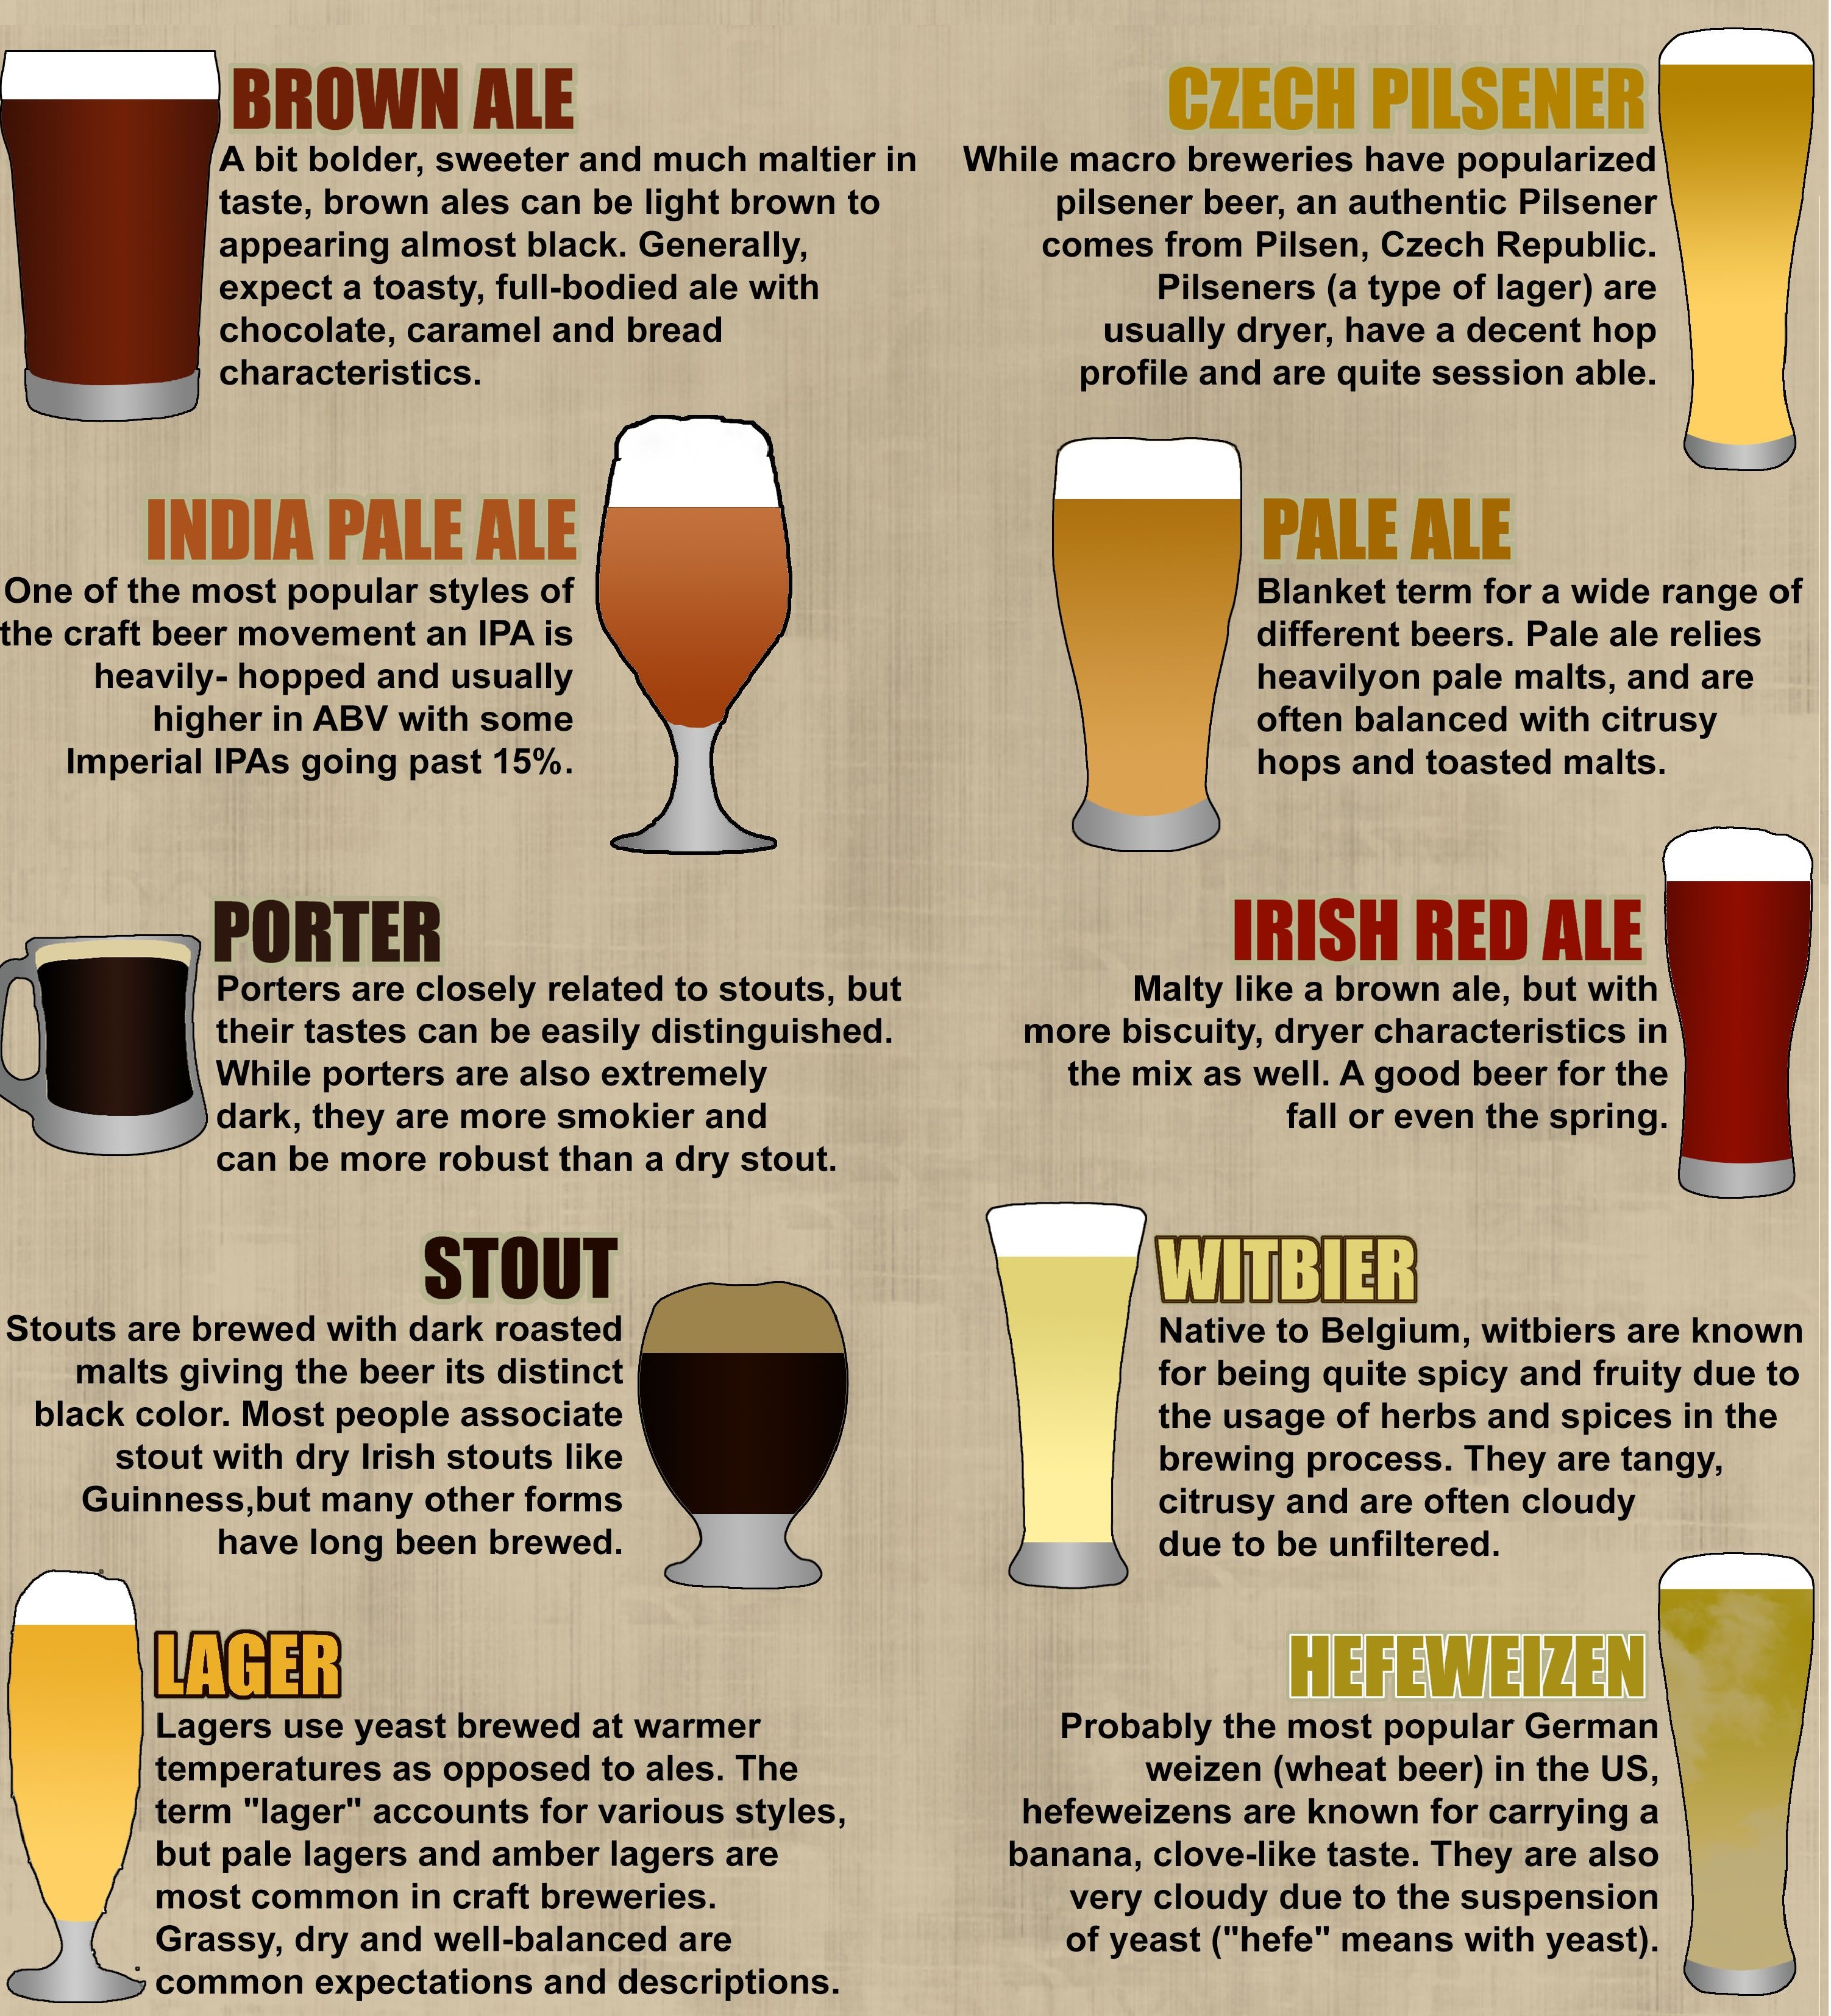 BROWN ALE
A bit bolder, sweeter and much maltier in
taste, brown ales can be light brown to
appearing almost black. Generally,
expect a toasty, full-bodied ale with
chocolate, caramel and bread
characteristics.
CZECH PILSENER
While macro breweries have popularized
pilsener beer, an authentic Pilsener
comes from Pilsen, Czech Republic.
Pilseners (a type of lager) are
usually dryer, have a decent hop
profile and are quite session able.
INDIA PALE ALE
One of the most popular styles of
the craft beer movement an IPA is
heavily- hopped and usually
higher in ABV with some
Imperial IPAs going past 15%.
PALE ALE
Blanket term for a wide range of
different beers. Pale ale relies
heavilyon pale malts, and are
often balanced with citrusy
hops and toasted malts.
PORTER
Porters are closely related to stouts, but
their tastes can be easily distinguished.
While porters are also extremely
dark, they are more smokier and
can be more robust than a dry stout.
IRISH RED ALE
Malty like a brown ale, but with
more biscuity, dryer characteristics in
the mix as well. A good beer for the
fall or even the spring.
STOUT
Stouts are brewed with dark roasted
malts giving the beer its distinct
black color. Most people associate
stout with dry Irish stouts like
Guinness,but many other forms
have long been brewed.
WITBIER
Native to Belgium, witbiers are known
for being quite spicy and fruity due to
the usage of herbs and spices in the
brewing process. They are tangy,
citrusy and are often cloudy
due to be unfiltered.
LAGER
Lagers use yeast brewed at warmer
temperatures as opposed to ales. The
term "lager" accounts for various styles,
but pale lagers and amber lagers are
most common in craft breweries.
Grassy, dry and well-balanced are
common expectations and descriptions.
HEFEWEIZEN
Probably the most popular German
weizen (wheat beer) in the US,
hefeweizens are known for carrying a
banana, clove-like taste. They are also
very cloudy due to the suspension
of yeast ("hefe" means with yeast).